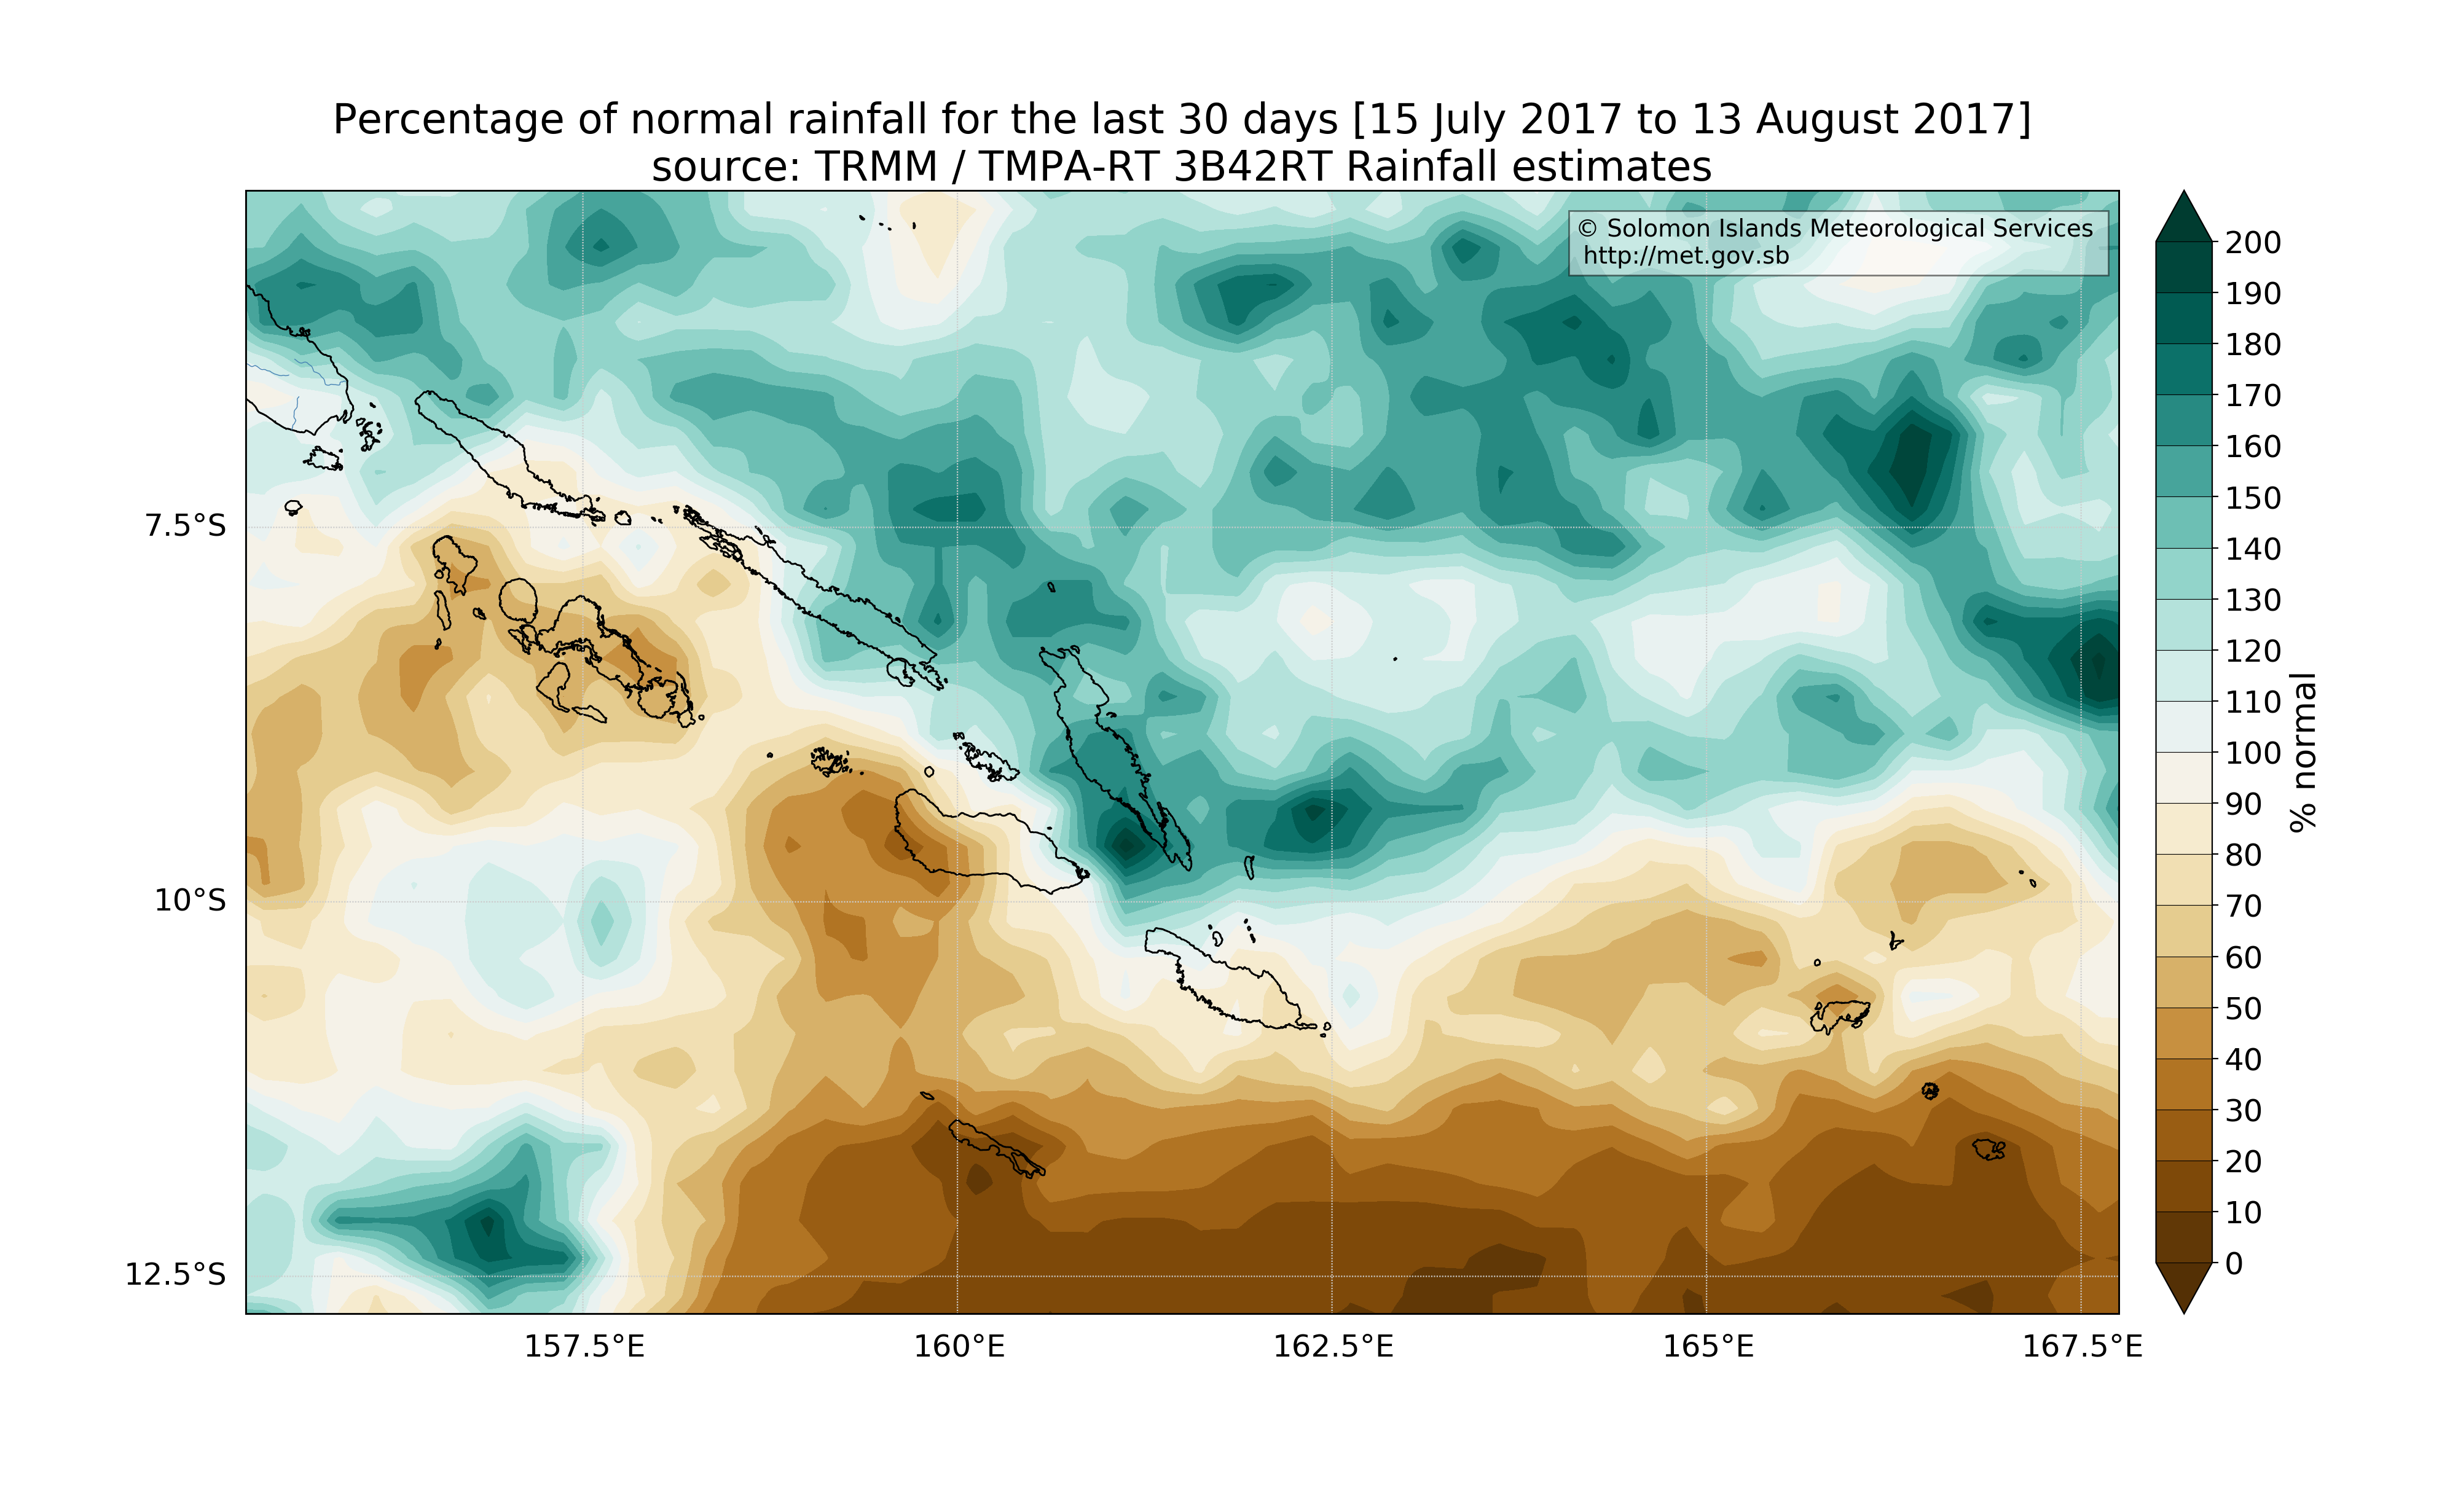 Percentage of normal rainfall for the last 30 days [15 July 2017 to 13 August 2017]
source: TRMM / TMPA-RT 3B42RT Rainfall estimates
© Solomon Islands Meteorological Services
http://met.gov.sb
7.5°S
10°S
12.5°S
157.5°E
160°E
162.5°E
165°E
167.5°E
200
190
180
170
160
150
140
130
120
110
100
90
80
70
60
50
40
30
20
10
0
% normal